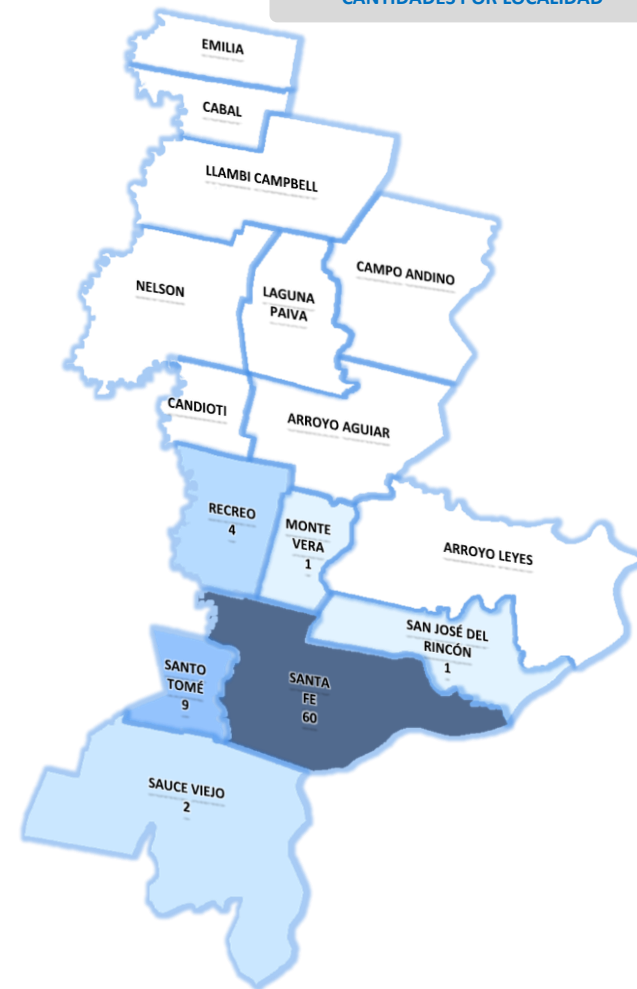 CANTIDADES POR LOCALIDAD
EMILIA
CABAL
LLAMBI CAMPBELL
CAMPO ANDINO
NELSON
LAGUNA
PAIVA
CANDIOTI
ARROYO AGUIAR
RECREO
4
MONTE
VERA
1
ARROYO LEYES
SAN JOSÉ DEL
RINCÓN
1
SANTO
TOMÉ
9
SANTA
FE
60
SAUCE VIEJO
2